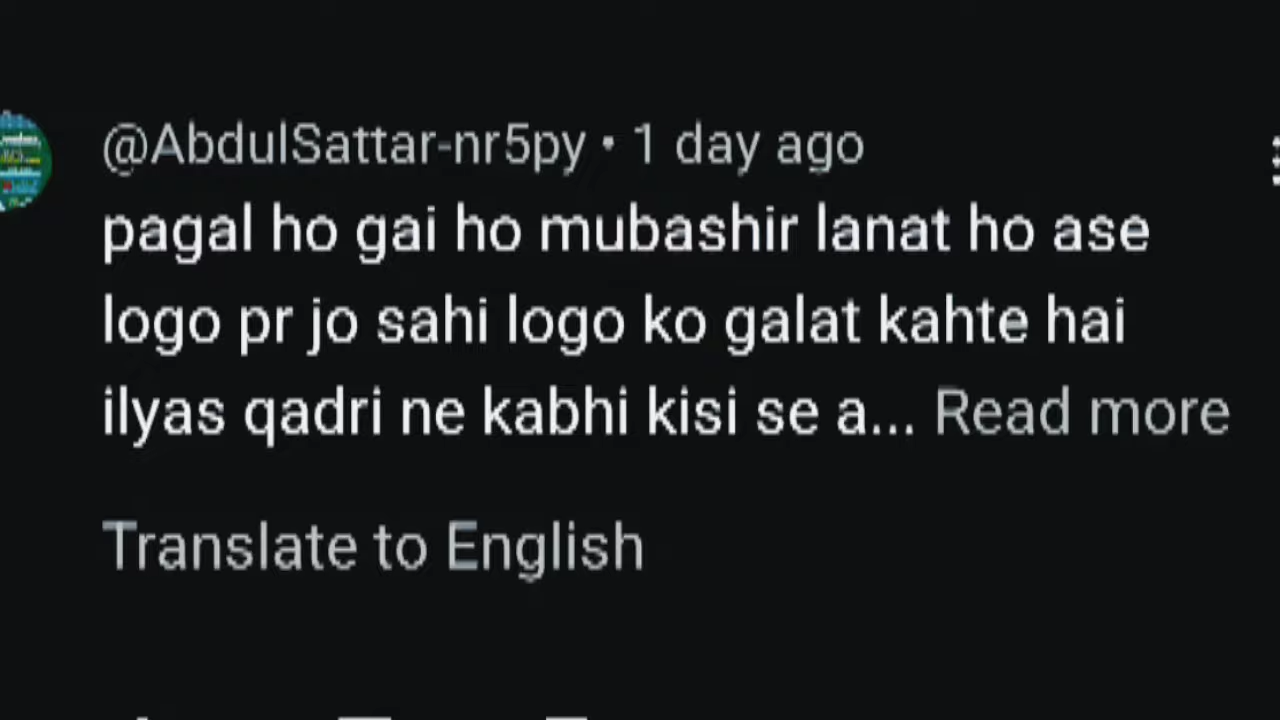 @AbdulSattar-nr5py • 1 day ago
pagal ho gai ho mubashir lanat ho ase
logo pr jo sahi logo ko galat kahte hai
ilyas qadri ne kabhi kisi se a... Read more
Translate to English